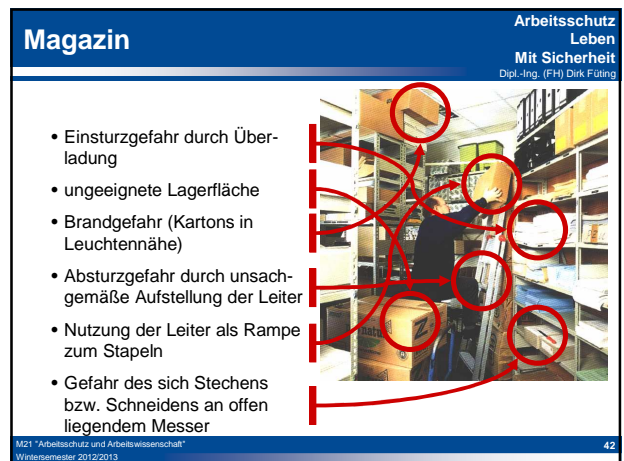 Magazin
Arbeitsschutz
Leben
Mit Sicherheit
Dipl.-Ing. (FH) Dirk Füting
• Einsturzgefahr durch Über-
ladung
• ungeeignete Lagerfläche
• Brandgefahr (Kartons in
Leuchtennähe)
• Absturzgefahr durch unsach-
gemäße Aufstellung der Leiter
• Nutzung der Leiter als Rampe
zum Stapeln
• Gefahr des sich Stechens
bzw. Schneidens an offen
liegendem Messer
M21 "Arbeitsschutz und Arbeitswissenschaft"
Wintersemester 2012/2013
42